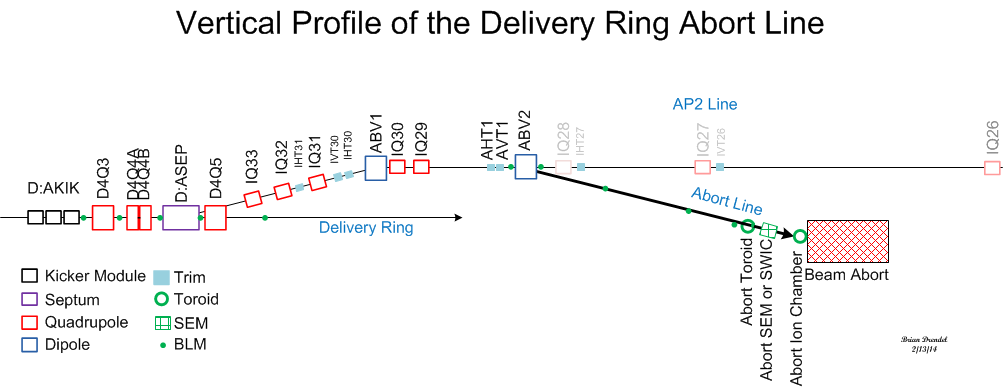 Vertical Profile of the Delivery Ring Abort Line
AP2 Line
D:AKIK
D4Q3
D4Q4A
D4Q4B
D:ASEP
D4Q5
IQ33
IQ32
IHT31
IQ31
IVT30
IHT30
ABV1
IQ30
IQ29
AHT1
AVT1
ABV2
IQ28
IHT27
IQ27
IVT26
IQ26
Delivery Ring
Abort Line
Abort Toroid
Abort SEM or SWIC
Abort Ion Chamber
Beam Abort
Kicker Module
Septum
Quadrupole
Dipole
Trim
Toroid
SEM
BLM
Brian Drendel
2/13/14